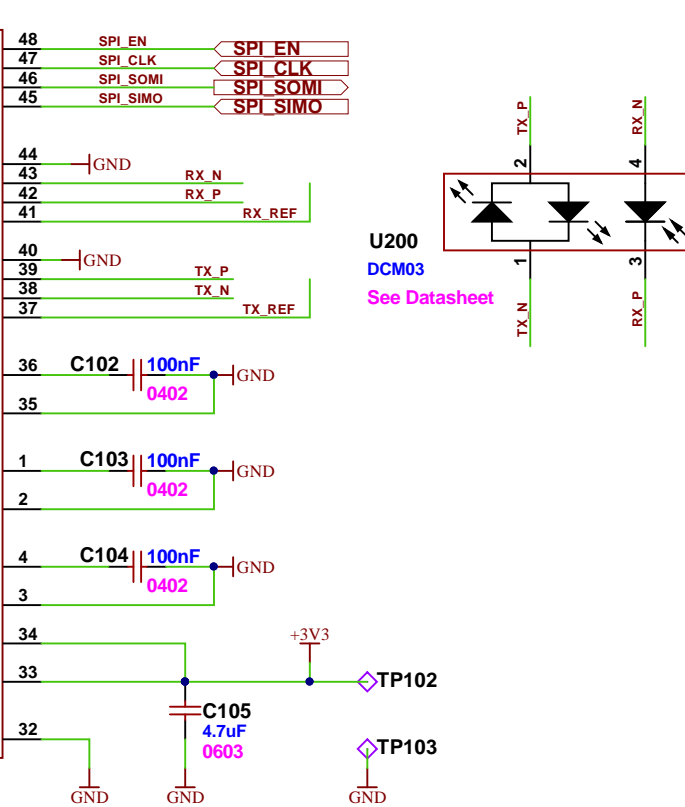 48 SPI_EN SPI_EN
47 SPI_CLK SPI_CLK
46 SPI_SOMI SPI_SOMI
45 SPI_SIMO SPI_SIMO
44 GND
43 RX_N
42 RX_P
41 RX_REF
40 GND
39 TX_P
38 TX_N
37 TX_REF
TX_P
RX_N
2
4
U200
DCM03
See Datasheet
1
3
TX_N
RX_P
36 C102 100nF GND
0402
35
1 C103 100nF GND
0402
2
4 C104 100nF GND
0402
3
34 +3V3
33 TP102
C105
4.7uF
0603
32 TP103
GND GND GND